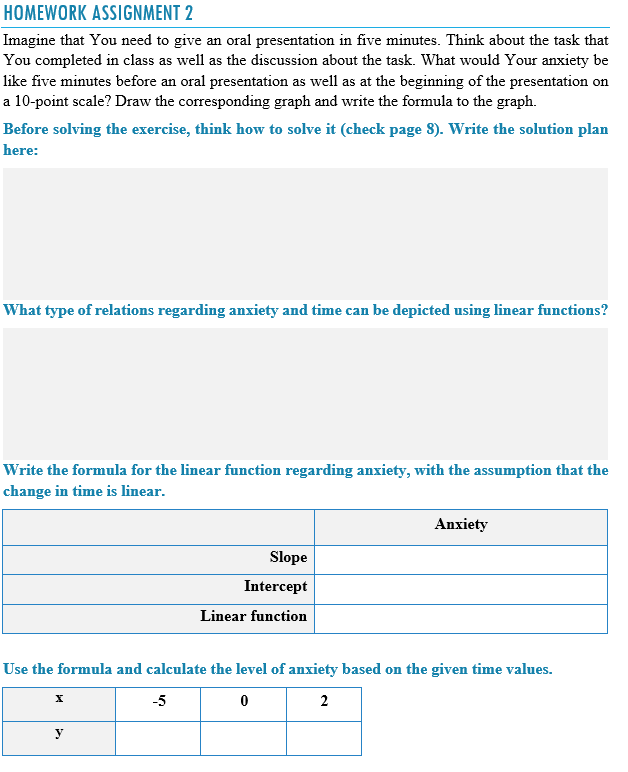 HOMEWORK ASSIGNMENT 2
Imagine that You need to give an oral presentation in five minutes. Think about the task that
You completed in class as well as the discussion about the task. What would Your anxiety be
like five minutes before an oral presentation as well as at the beginning of the presentation on
a 10-point scale? Draw the corresponding graph and write the formula to the graph.
Before solving the exercise, think how to solve it (check page 8). Write the solution plan
here:
What type of relations regarding anxiety and time can be depicted using linear functions?
Write the formula for the linear function regarding anxiety, with the assumption that the
change in time is linear.
Anxiety
Slope
Intercept
Linear function
Use the formula and calculate the level of anxiety based on the given time values.
x -5 0 2
y